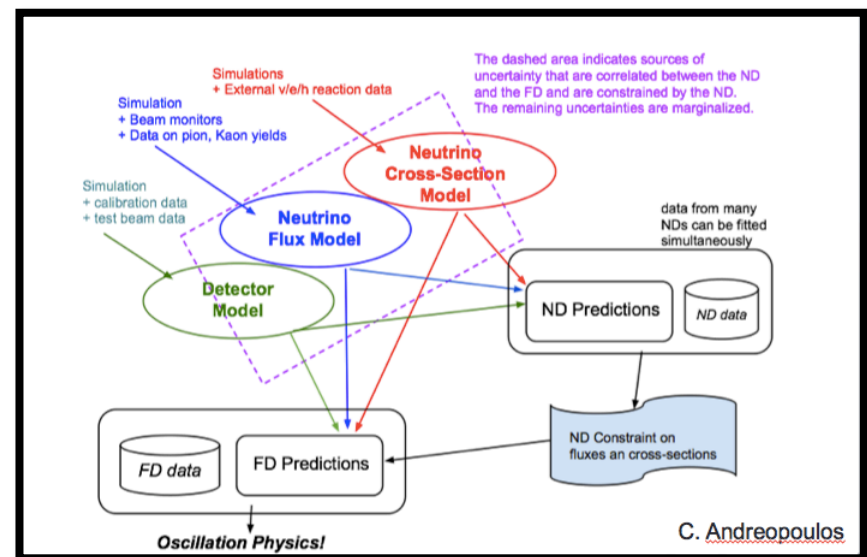 The dashed area indicates sources of
uncertainty that are correlated between the ND
and the FD and are constrained by the ND.
The remaining uncertainties are marginalized.
Simulations
+ External v/e/h reaction data
Simulation
+ Beam monitors
+ Data on pion, Kaon yields
Simulation
+ calibration data
+ test beam data
Neutrino
Cross-Section
Model
Neutrino
Flux Model
Detector
Model
data from many
NDs can be fitted
simultaneously
ND Predictions
ND data
ND Constraint on
fluxes an cross-sections
FD data
FD Predictions
Oscillation Physics!
C. Andreopoulos